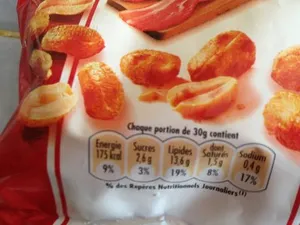 Chaque portion de 30g contient
Energie Sucres Lipides dont Saturés Sodium
175 kcal 2,6g 13,6g 1,5g 0,4g
9% 3% 19% 8% 17%
% des Repères Nutritionnels Journaliers(1)